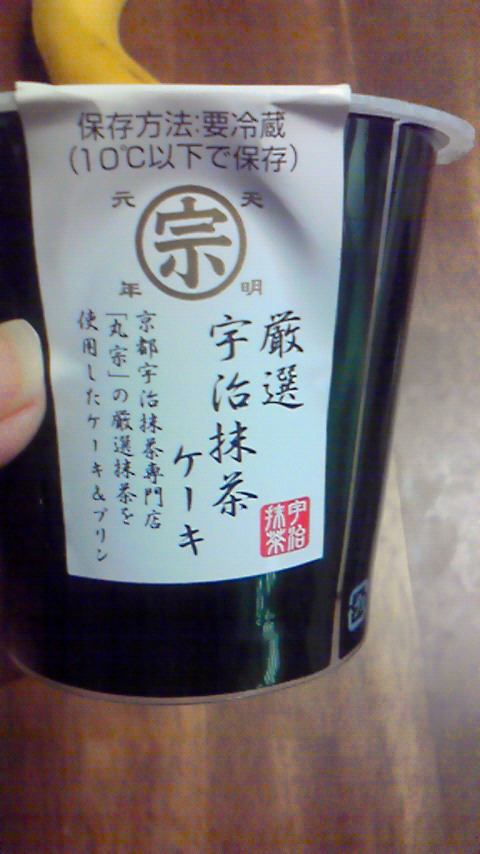 保存方法:要冷蔵
(10℃以下で保存)
天明
元年
宗
厳選
宇治抹茶
ケーキ
宇治
抹茶
京都宇治抹茶専門店
「丸宗」の厳選抹茶を
使用したケーキ&プリン